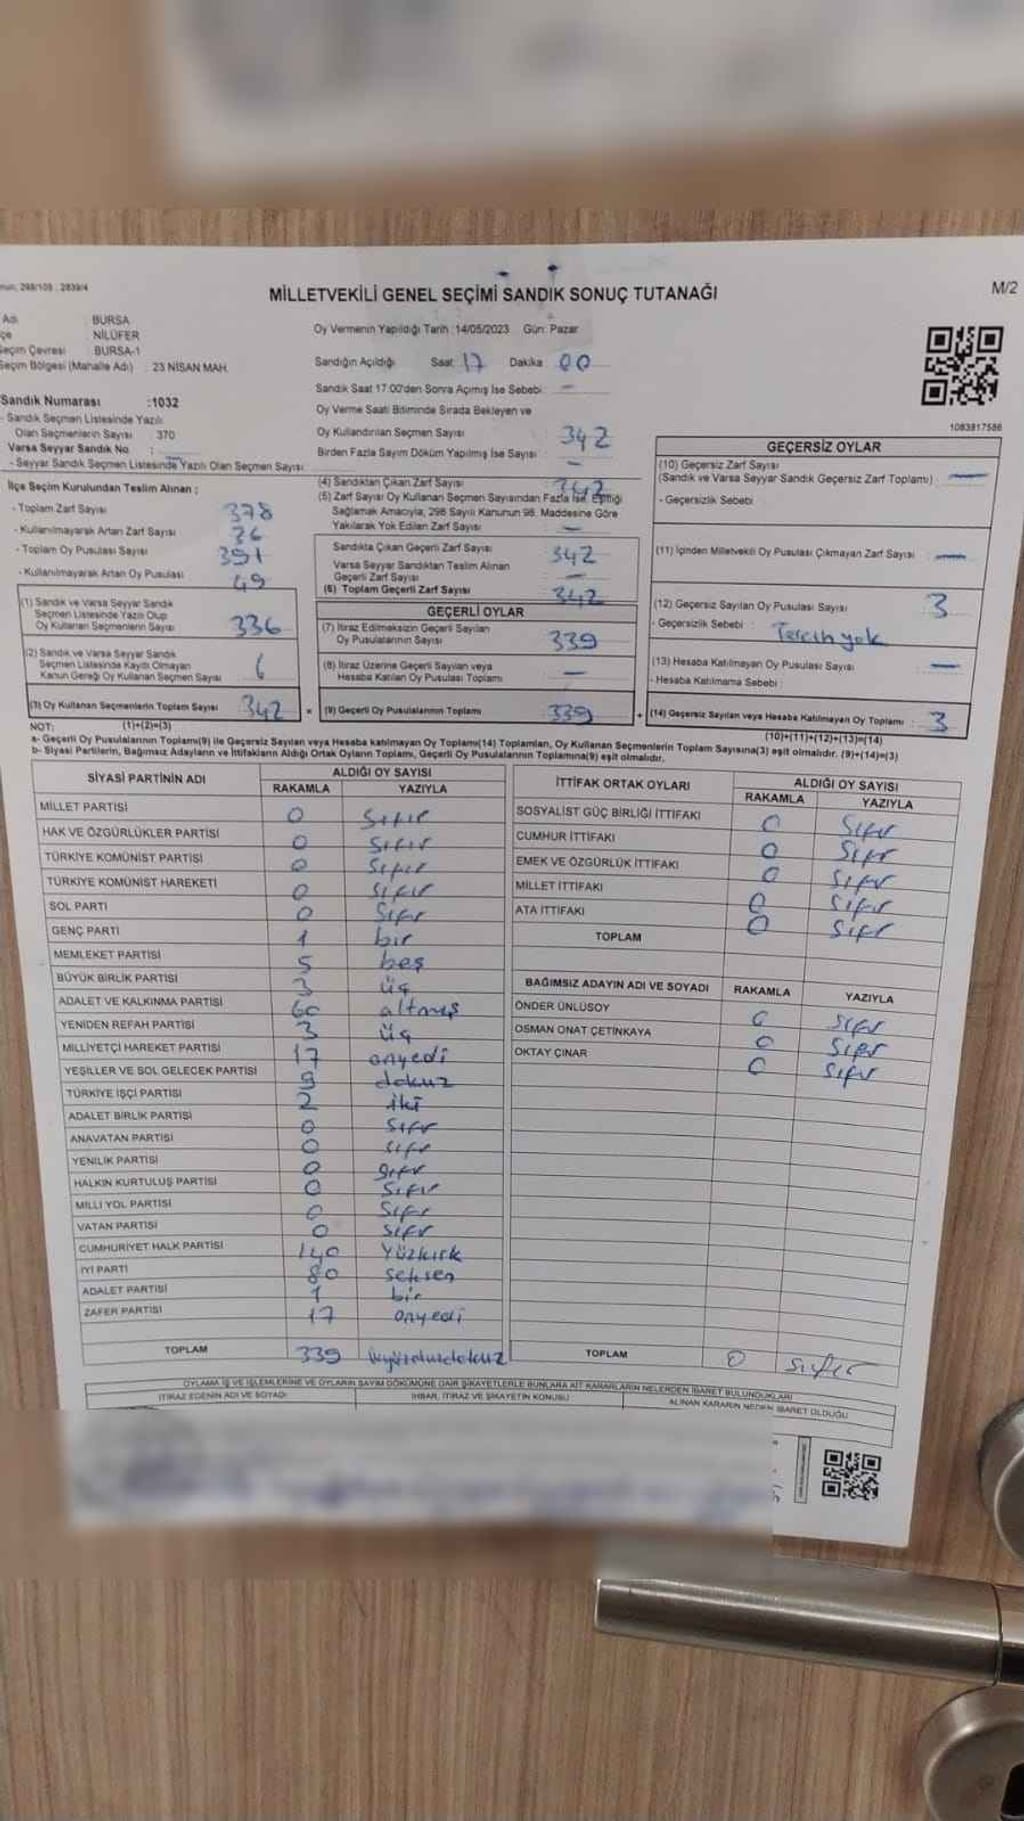 MİLLETVEKİLİ GENEL SEÇİMİ SANDIK SONUÇ TUTANAĞI
M/2
Adı : BURSA
çe : NİLÜFER
Seçim Çevresi : BURSA-1
Seçim Bölgesi (Mahalle Adı) : 23 NİSAN MAH.
Sandık Numarası :1032
- Sandık Seçmen Listesinde Yazılı
Olan Seçmenlerin Sayısı 370
Varsa Seyyar Sandık No :
- Seyyar Sandık Seçmen Listesinde Yazılı Olan Seçmen Sayısı :
İlçe Seçim Kurulundan Teslim Alınan :
- Toplam Zarf Sayısı 378
- Kullanılmayarak Artan Zarf Sayısı 36
- Toplam Oy Pusulası Sayısı 391
- Kullanılmayarak Artan Oy Pusulası 49
(1) Sandık ve Varsa Seyyar Sandık
Seçmen Listesinde Yazılı Olup
Oy Kullanan Seçmenlerin Sayısı 336
(2) Sandık ve Varsa Seyyar Sandık
Seçmen Listesinde Kaydı Olmayan
Kanun Gereği Oy Kullanan Seçmen Sayısı 6
(3) Oy Kullanan Seçmenlerin Toplam Sayısı 342
(1)+(2)=(3)
Oy Vermenin Yapıldığı Tarih :14/05/2023 Gün: Pazar
Sandığın Açıldığı Saat: 17 Dakika 00
Sandık Saat 17:00'den Sonra Açılmış İse Sebebi : -
Oy Verme Saati Bitiminde Sırada Bekleyen ve
Oy Kullandırılan Seçmen Sayısı : 342
Birden Fazla Sayım Döküm Yapılmış İse Sayısı : -
(4) Sandıktan Çıkan Zarf Sayısı : 342
(5) Zarf Sayısı Oy Kullanan Seçmen Sayısından Fazla İse, Eşitliği
Sağlamak Amacıyla, 298 Sayılı Kanunun 98. Maddesine Göre
Yakılarak Yok Edilen Zarf Sayısı : -
Sandıkta Çıkan Geçerli Zarf Sayısı 342
Varsa Seyyar Sandıktan Teslim Alınan
Geçerli Zarf Sayısı -
(6) Toplam Geçerli Zarf Sayısı 342
GEÇERLİ OYLAR
(7) İtiraz Edilmeksizin Geçerli Sayılan
Oy Pusulalarının Sayısı 339
(8) İtiraz Üzerine Geçerli Sayılan veya
Hesaba Katılan Oy Pusulası Toplamı -
= (9) Geçerli Oy Pusulalarının Toplamı 339 +
1083817586
GEÇERSİZ OYLAR
(10) Geçersiz Zarf Sayısı
(Sandık ve Varsa Seyyar Sandık Geçersiz Zarf Toplamı) : -
- Geçersizlik Sebebi :
(11) İçinden Milletvekili Oy Pusulası Çıkmayan Zarf Sayısı : -
(12) Geçersiz Sayılan Oy Pusulası Sayısı : 3
- Geçersizlik Sebebi : Tercih yok
(13) Hesaba Katılmayan Oy Pusulası Sayısı : -
- Hesaba Katılmama Sebebi :
(14) Geçersiz Sayılan veya Hesaba Katılmayan Oy Toplamı : 3
(10)+(11)+(12)+(13)=(14)
NOT:
a- Geçerli Oy Pusulalarının Toplamı(9) ile Geçersiz Sayılan veya Hesaba katılmayan Oy Toplamı(14) Toplamları, Oy Kullanan Seçmenlerin Toplam Sayısına(3) eşit olmalıdır. (9)+(14)=(3)
b- Siyasi Partilerin, Bağımsız Adayların ve İttifakların Aldığı Ortak Oyların Toplamı, Geçerli Oy Pusulalarının Toplamına(9) eşit olmalıdır.
SİYASİ PARTİNİN ADI ALDIĞI OY SAYISI
RAKAMLA YAZIYLA
MİLLET PARTİSİ 0 Sıfır
HAK VE ÖZGÜRLÜKLER PARTİSİ 0 Sıfır
TÜRKİYE KOMÜNİST PARTİSİ 0 Sıfır
TÜRKİYE KOMÜNİST HAREKETİ 0 Sıfır
SOL PARTİ 0 Sıfır
GENÇ PARTİ 1 bir
MEMLEKET PARTİSİ 5 beş
BÜYÜK BİRLİK PARTİSİ 3 üç
ADALET VE KALKINMA PARTİSİ 60 altmış
YENİDEN REFAH PARTİSİ 3 üç
MİLLİYETÇİ HAREKET PARTİSİ 17 onyedi
YEŞİLLER VE SOL GELECEK PARTİSİ 9 dokuz
TÜRKİYE İŞÇİ PARTİSİ 2 iki
ADALET BİRLİK PARTİSİ 0 sıfır
ANAVATAN PARTİSİ 0 sıfır
YENİLİK PARTİSİ 0 sıfır
HALKIN KURTULUŞ PARTİSİ 0 sıfır
MİLLİ YOL PARTİSİ 0 sıfır
VATAN PARTİSİ 0 sıfır
CUMHURİYET HALK PARTİSİ 140 Yüzkırk
İYİ PARTİ 80 seksen
ADALET PARTİSİ 1 bir
ZAFER PARTİSİ 17 onyedi
TOPLAM 339 üçyüzotuzdokuz
İTTİFAK ORTAK OYLARI ALDIĞI OY SAYISI
RAKAMLA YAZIYLA
SOSYALİST GÜÇ BİRLİĞİ İTTİFAKI 0 Sıfır
CUMHUR İTTİFAKI 0 Sıfır
EMEK VE ÖZGÜRLÜK İTTİFAKI 0 Sıfır
MİLLET İTTİFAKI 0 Sıfır
ATA İTTİFAKI 0 Sıfır
TOPLAM
BAĞIMSIZ ADAYIN ADI VE SOYADI RAKAMLA YAZIYLA
ÖNDER ÜNLÜSOY 0 Sıfır
OSMAN ONAT ÇETİNKAYA 0 Sıfır
OKTAY ÇINAR 0 Sıfır
TOPLAM 0 sıfır
OYLAMA İŞ VE İŞLEMLERİNE VE OYLARIN SAYIM DÖKÜMÜNE DAİR ŞİKAYETLERLE BUNLARA AİT KARARLARIN NELERDEN İBARET BULUNDUKLARI
İTİRAZ EDENİN ADI VE SOYADI İHBAR, İTİRAZ VE ŞİKAYETİN KONUSU ALINAN KARARIN NEDEN İBARET OLDUĞU